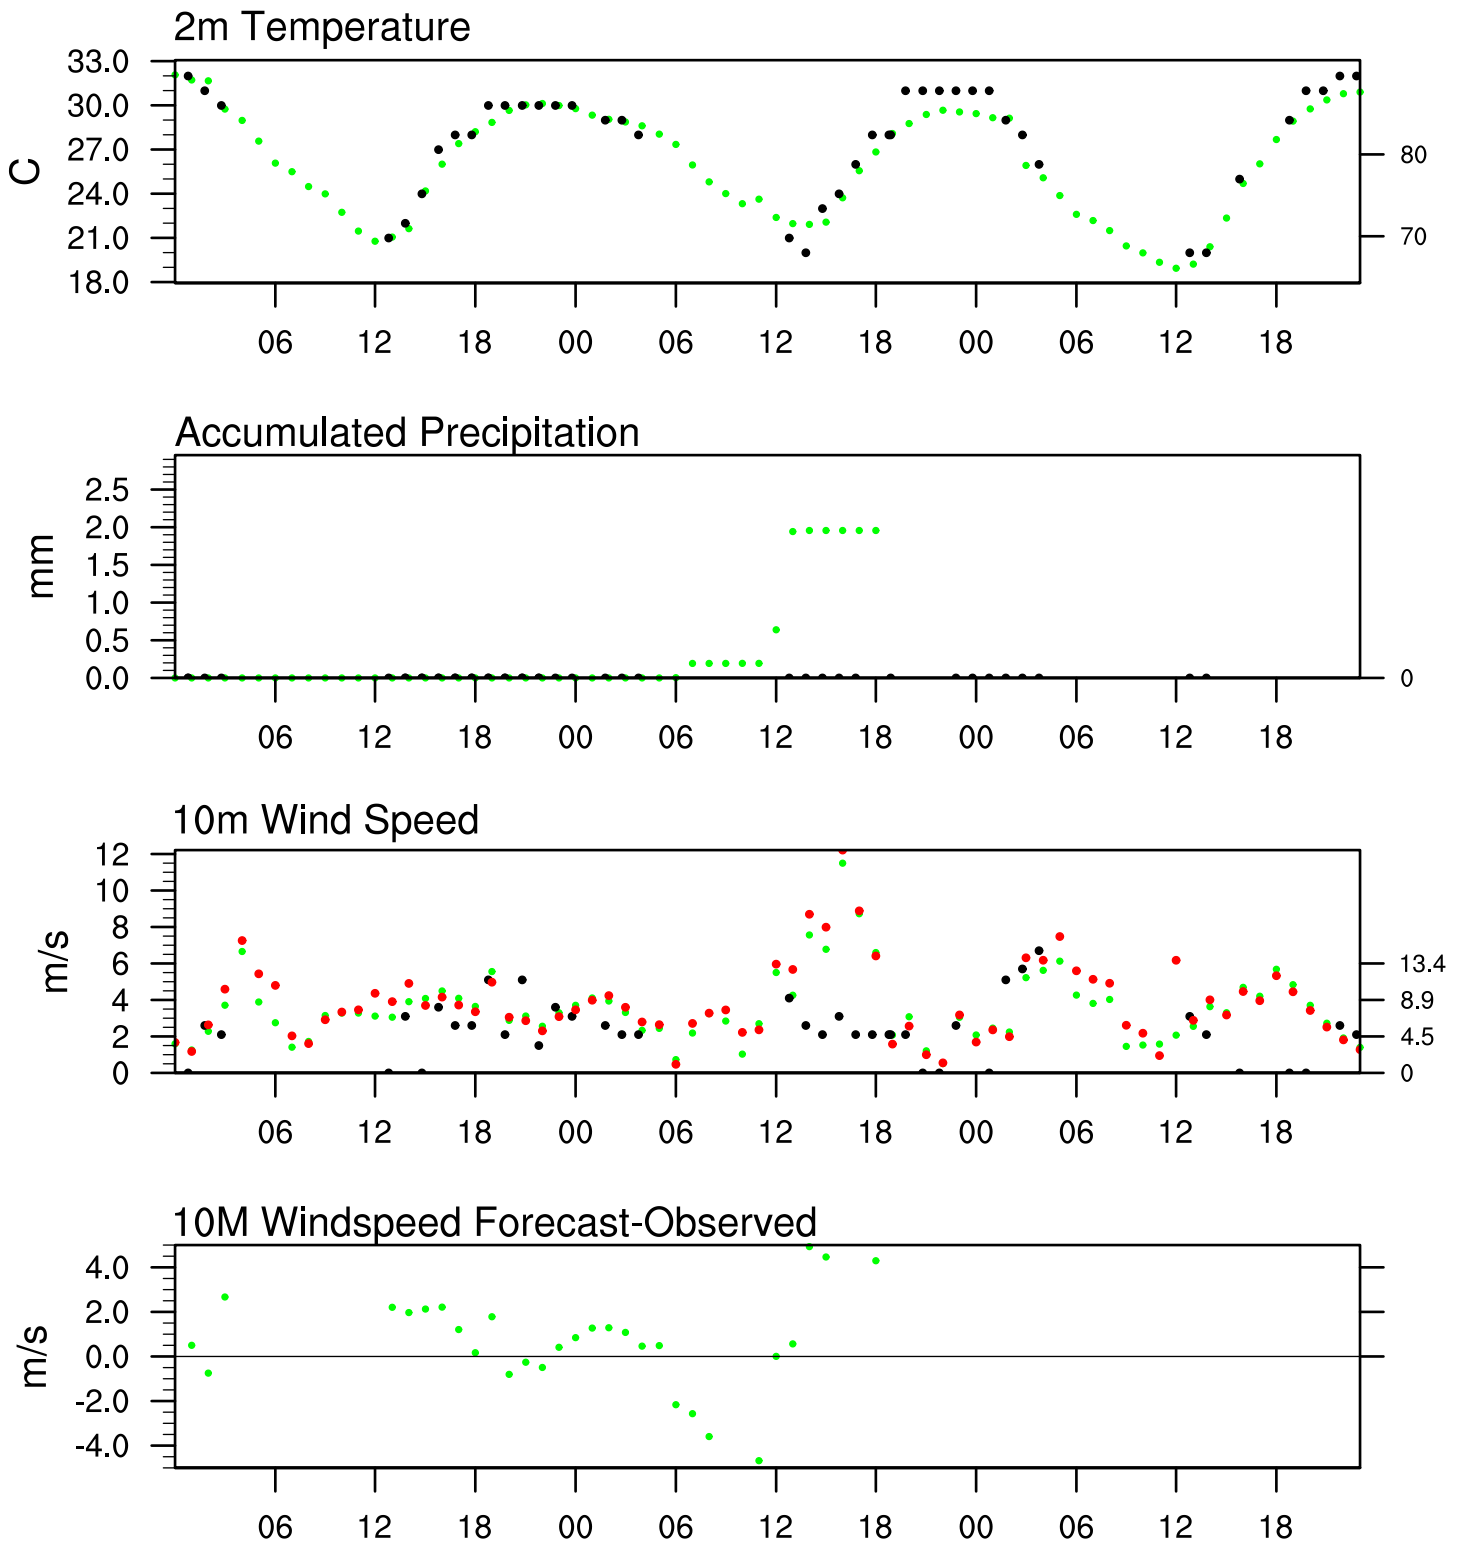 2m Temperature
33.0
30.0
27.0
24.0
21.0
18.0
C
80
70
06 12 18 00 06 12 18 00 06 12 18
Accumulated Precipitation
2.5
2.0
1.5
1.0
0.5
0.0
mm
0
06 12 18 00 06 12 18 00 06 12 18
10m Wind Speed
12
10
8
6
4
2
0
m/s
13.4
8.9
4.5
0
06 12 18 00 06 12 18 00 06 12 18
10M Windspeed Forecast-Observed
4.0
2.0
0.0
-2.0
-4.0
m/s
06 12 18 00 06 12 18 00 06 12 18